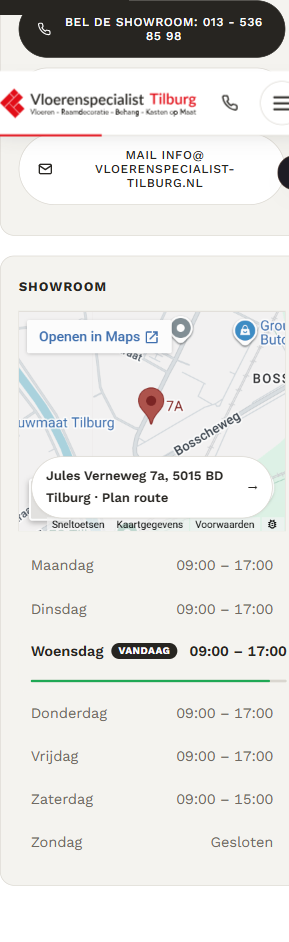 BEL DE SHOWROOM: 013 - 536
85 98
Vloerenspecialist Tilburg
Vloeren - Raamdecoratie - Behang - Kasten op Maat
MAIL INFO@
VLOERENSPECIALIST-
TILBURG.NL
SHOWROOM
Openen in Maps
7A
Bosscheweg
uwmaat Tilburg
Jules Verneweg 7a, 5015 BD
Tilburg · Plan route
→
Sneltoetsen Kaartgegevens Voorwaarden
Maandag 09:00 – 17:00
Dinsdag 09:00 – 17:00
Woensdag VANDAAG 09:00 – 17:00
Donderdag 09:00 – 17:00
Vrijdag 09:00 – 17:00
Zaterdag 09:00 – 15:00
Zondag Gesloten